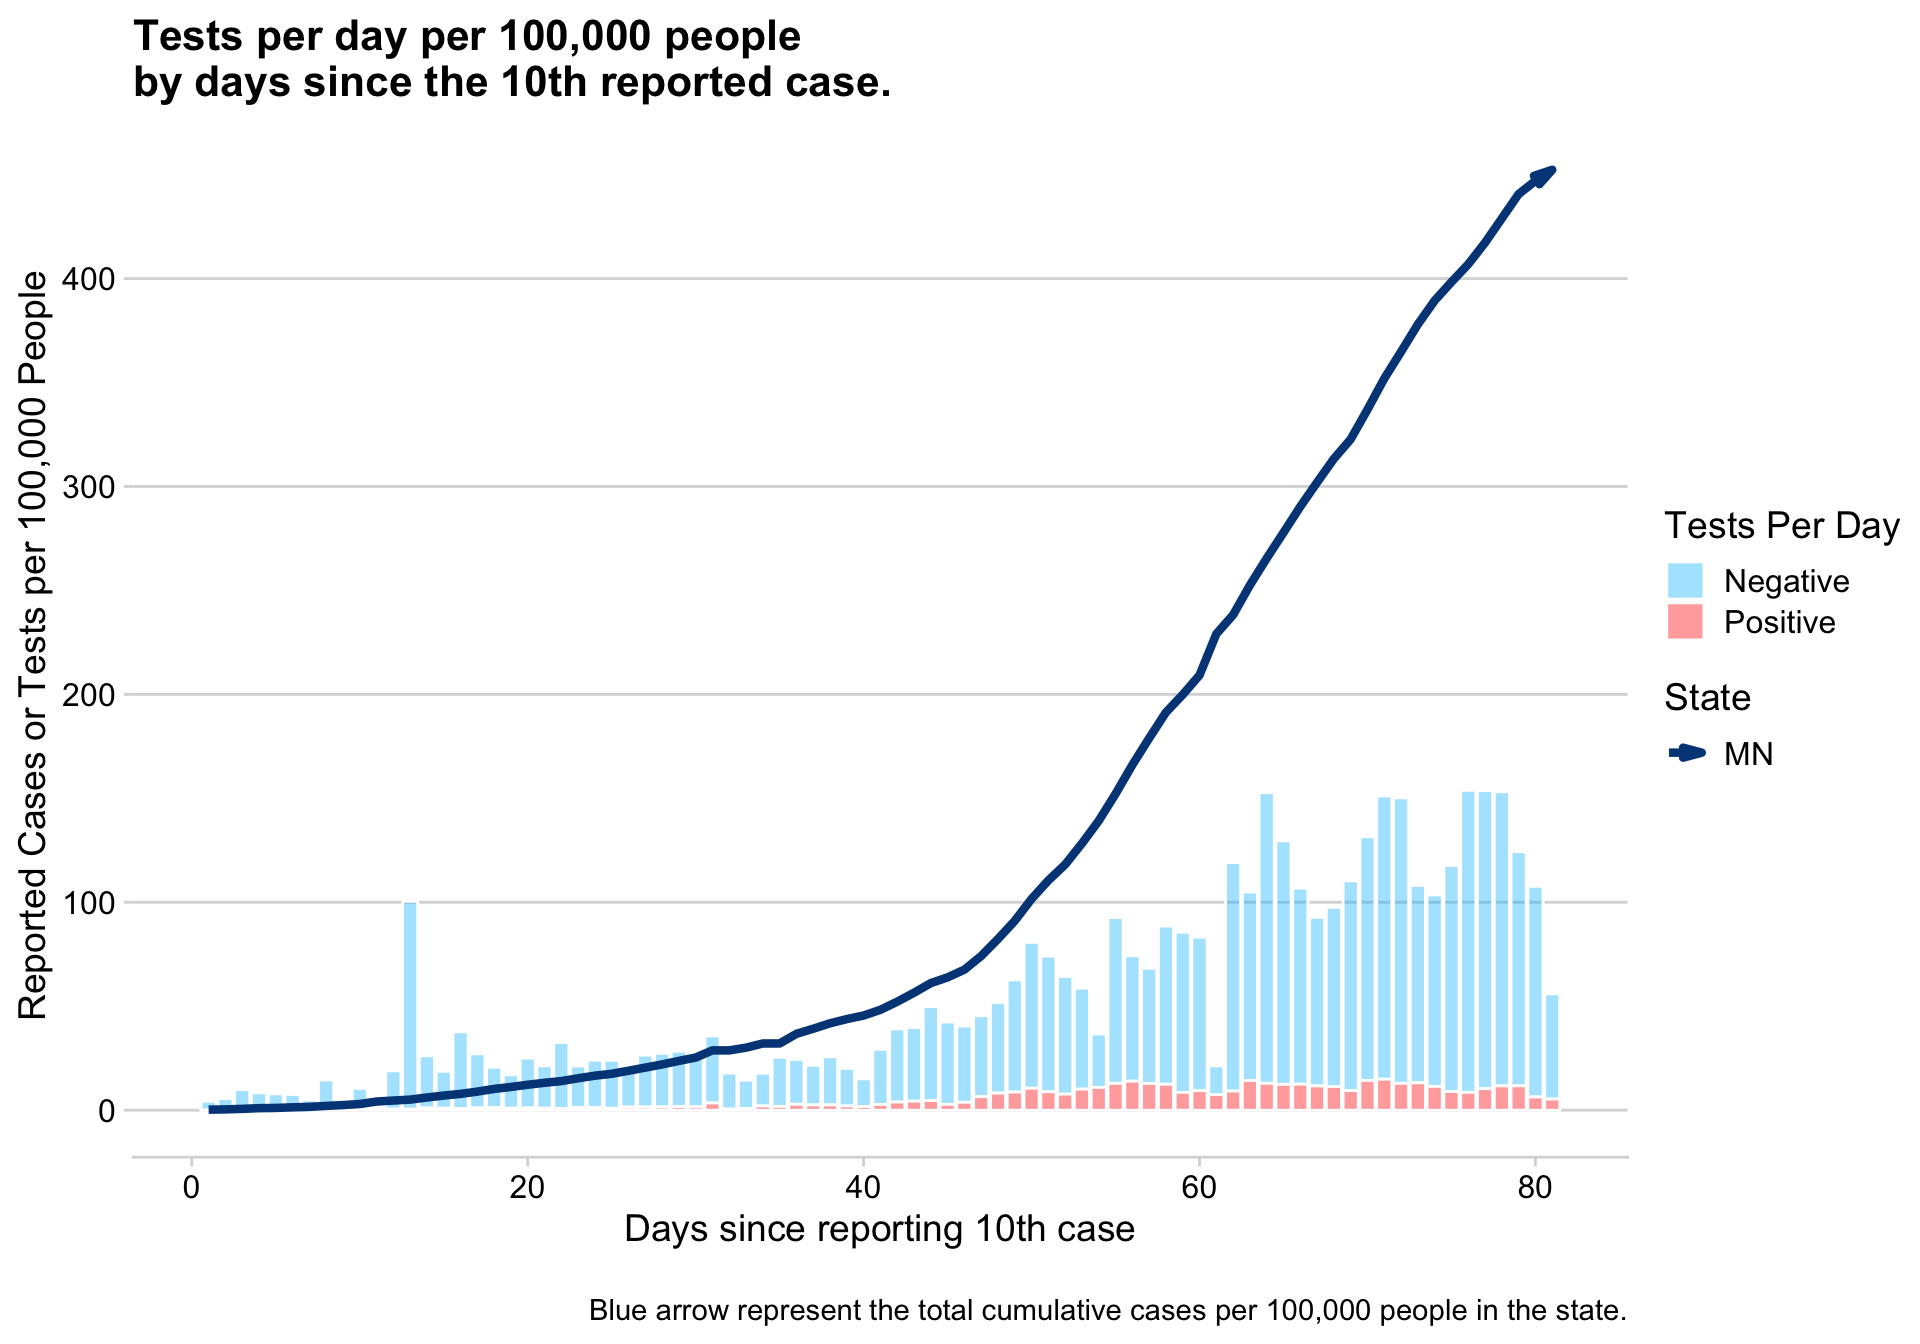 Tests per day per 100,000 people
by days since the 10th reported case.
Reported Cases or Tests per 100,000 People
400
300
200
100
0
0 20 40 60 80
Days since reporting 10th case
Tests Per Day
Negative
Positive
State
MN
Blue arrow represent the total cumulative cases per 100,000 people in the state.